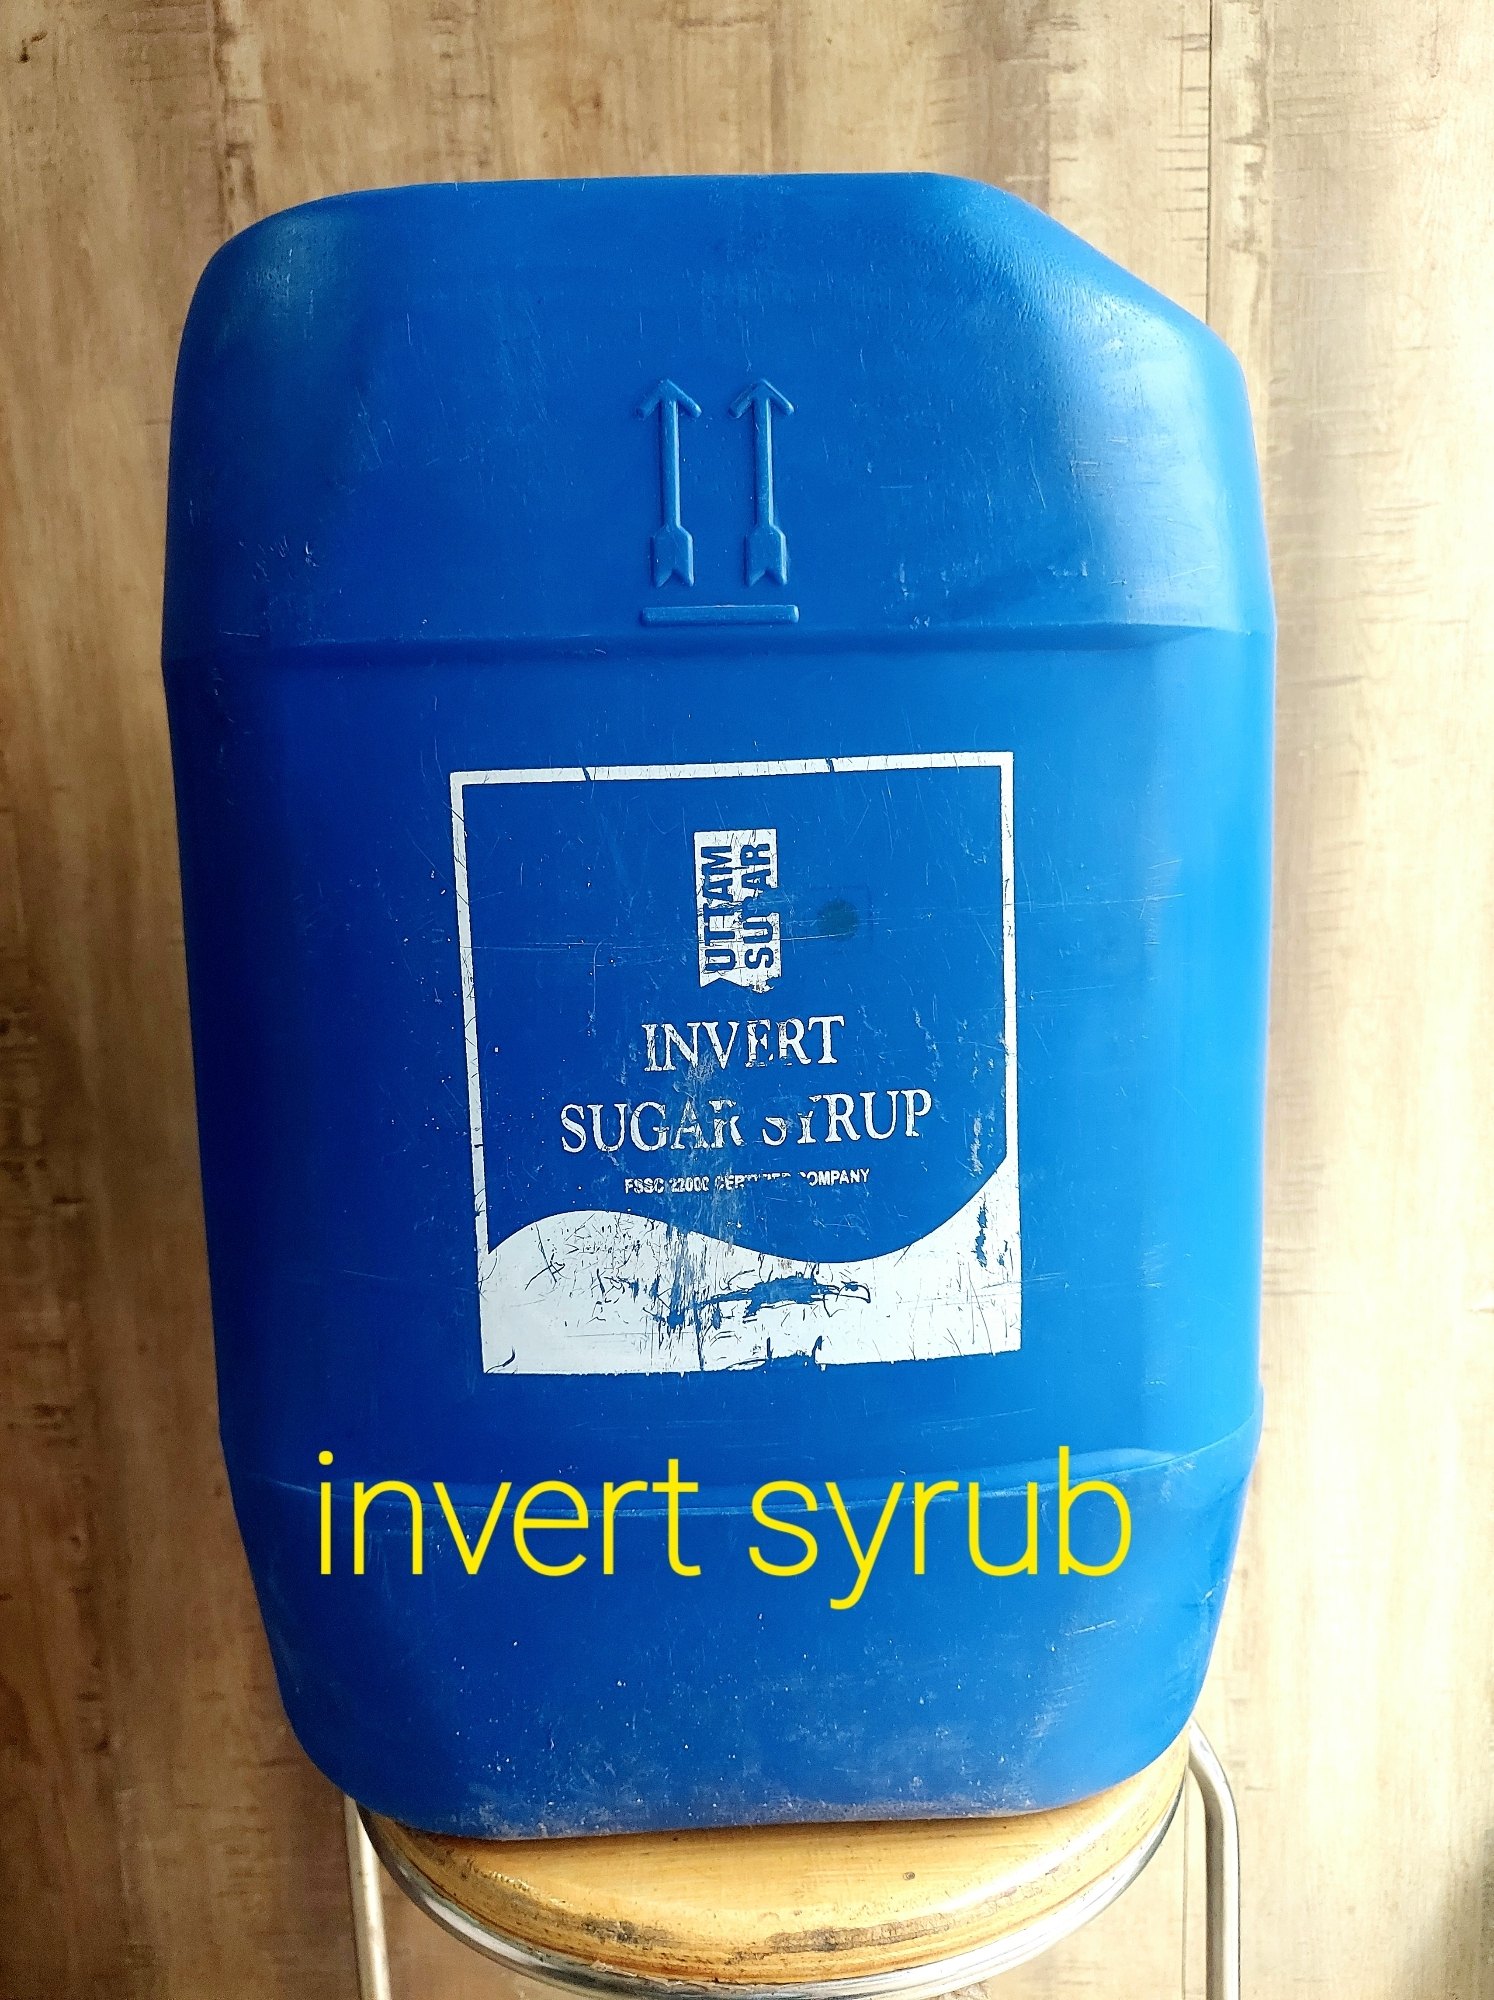 UTTAM
SUGAR
INVERT
SUGAR SYRUP
FSSC 22000 CERTIFIED COMPANY
invert syrub